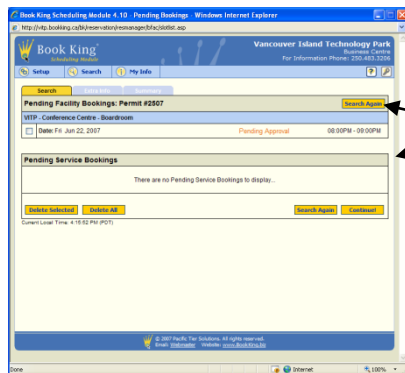 Book King Scheduling Module 4.10 - Pending Bookings - Windows Internet Explorer
http://vitp.bookking.ca/bk/reservation/resmanager/bfac/slotlist.asp
Book King
Scheduling Module
Vancouver Island Technology Park
Business Centre
For Information Phone: 250.483.3200
Setup Search My Info
Search Extra Info Summary
Pending Facility Bookings: Permit #2507 Search Again
VITP - Conference Centre - Boardroom
Date: Fri Jun 22, 2007 Pending Approval 08:00PM - 09:00PM
Pending Service Bookings
There are no Pending Service Bookings to display...
Delete Selected Delete All Search Again Continue!
Current Local Time: 4:15:52 PM (PDT)
© 2007 Pacific Tier Solutions. All rights reserved.
Email: Webmaster Website: www.BookKing.biz
Done Internet 100%